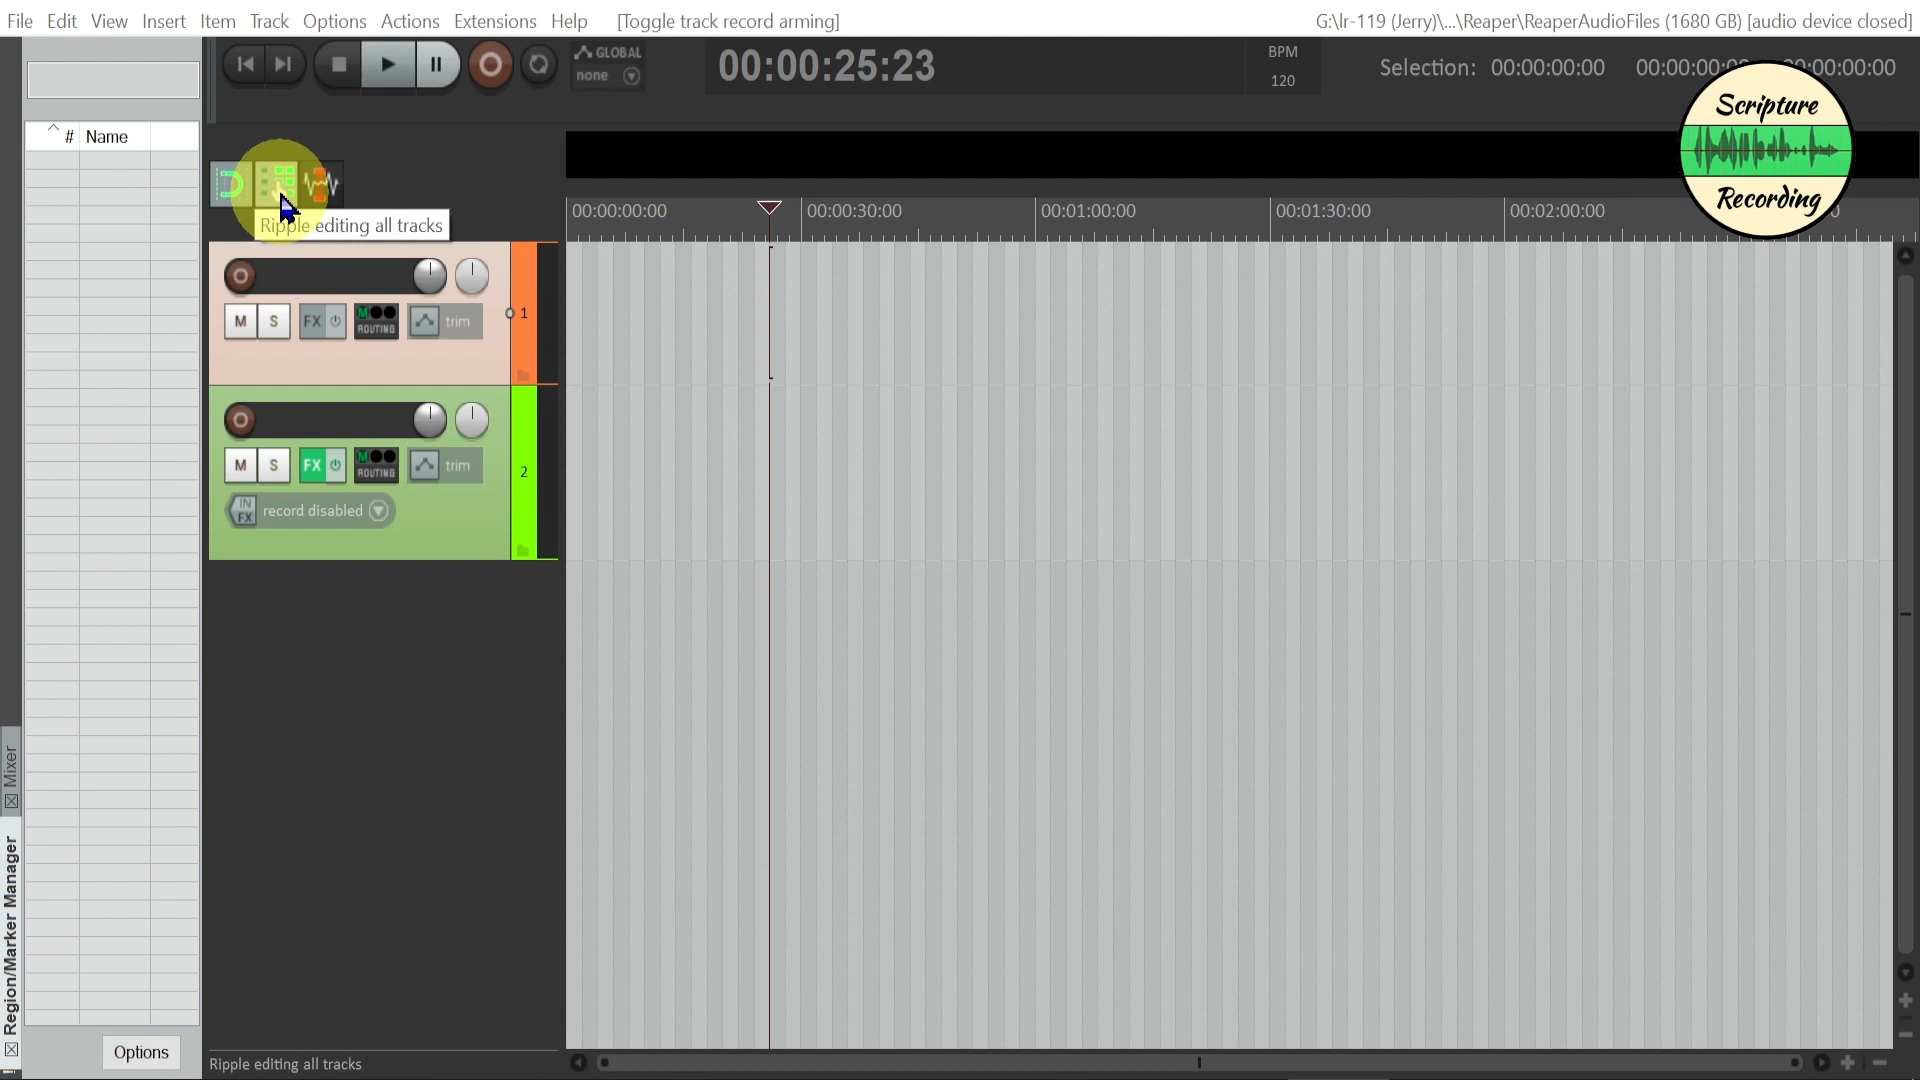 File Edit View Insert Item Track Options Actions Extensions Help [Toggle track record arming] G:\lr-119 (Jerry)\...\Reaper\ReaperAudioFiles (1680 GB) [audio device closed]
GLOBAL
none
00:00:25:23
BPM
120
Selection: 00:00:00:00
Scripture
Recording
# Name
Ripple editing all tracks
00:00:00:00 00:00:30:00 00:01:00:00 00:01:30:00 00:02:00:00
M S FX M ROUTING trim
1
M S FX M ROUTING trim
2
IN FX record disabled
Mixer
Region/Marker Manager
Options
Ripple editing all tracks